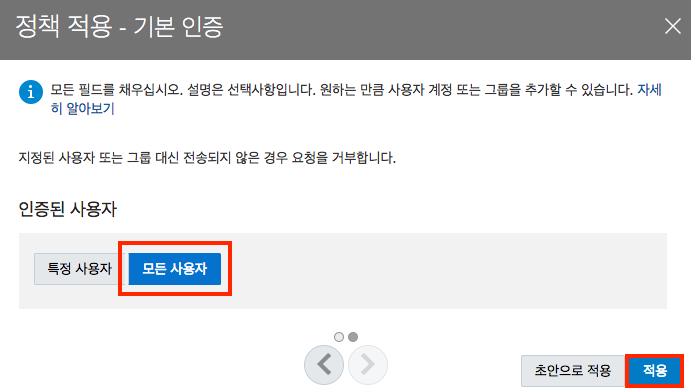 정책 적용 - 기본 인증
모든 필드를 채우십시오. 설명은 선택사항입니다. 원하는 만큼 사용자 계정 또는 그룹을 추가할 수 있습니다. 자세
히 알아보기
지정된 사용자 또는 그룹 대신 전송되지 않은 경우 요청을 거부합니다.
인증된 사용자
특정 사용자 모든 사용자
초안으로 적용 적용